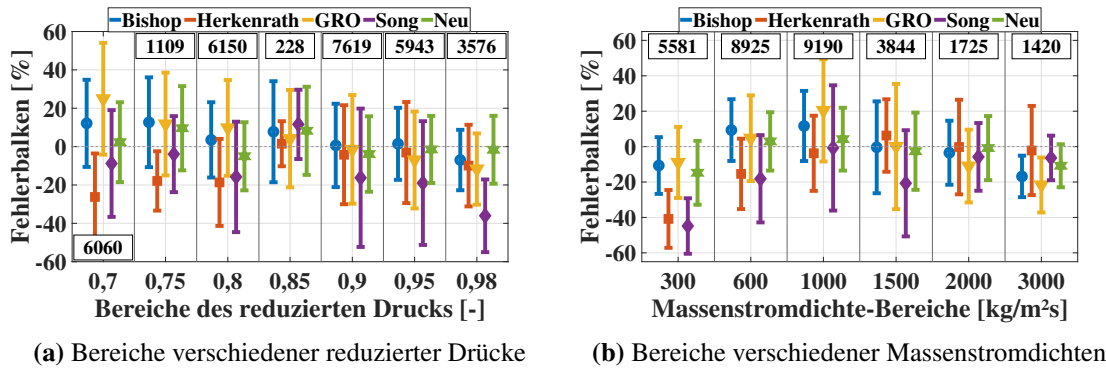 Bishop Herkenrath GRO Song Neu
60
40
20
0
-20
-40
-60
Fehlerbalken [%]
1109 6150 228 7619 5943 3576
6060
0,7 0,75 0,8 0,85 0,9 0,95 0,98
Bereiche des reduzierten Drucks [-]
(a) Bereiche verschiedener reduzierter Drücke
Bishop Herkenrath GRO Song Neu
60
40
20
0
-20
-40
-60
Fehlerbalken [%]
5581 8925 9190 3844 1725 1420
300 600 1000 1500 2000 3000
Massenstromdichte-Bereiche [kg/m²s]
(b) Bereiche verschiedener Massenstromdichten